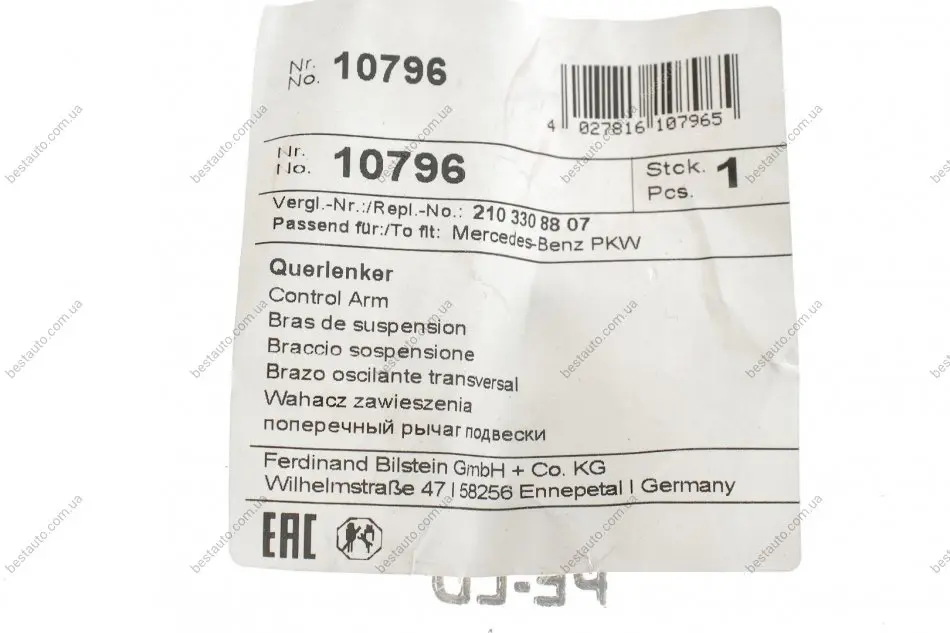 Nr.
No. 10796
4 027816 107965
Nr.
No. 10796
Stck.
Pcs. 1
Vergl.-Nr.:/Repl.-No.: 210 330 88 07
Passend für:/To fit: Mercedes-Benz PKW
Querlenker
Control Arm
Bras de suspension
Braccio sospensione
Brazo oscilante transversal
Wahacz zawieszenia
поперечный рычаг подвески
Ferdinand Bilstein GmbH + Co. KG
Wilhelmstraße 47 | 58256 Ennepetal | Germany
EAC
bestauto.com.ua